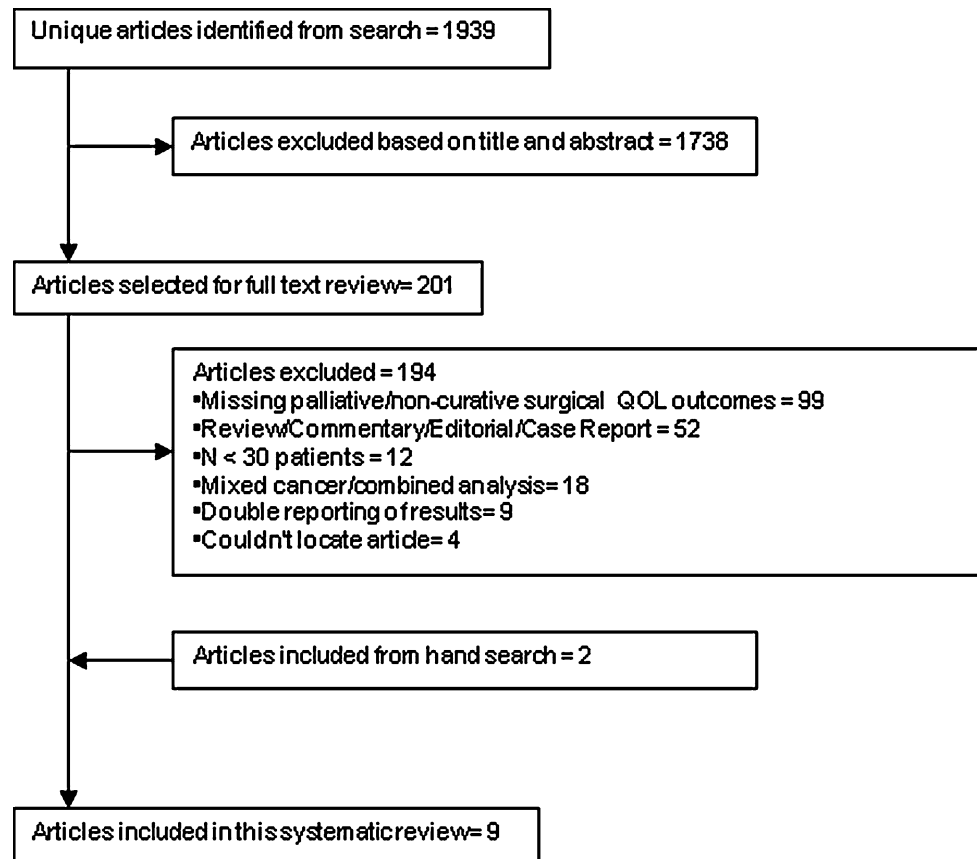 Unique articles identified from search = 1939
Articles excluded based on title and abstract = 1738
Articles selected for full text review= 201
Articles excluded = 194
▪Missing palliative/non-curative surgical QOL outcomes = 99
▪Review/Commentary/Editorial/Case Report = 52
▪N < 30 patients = 12
▪Mixed cancer/combined analysis= 18
▪Double reporting of results= 9
▪Couldn't locate article= 4
Articles included from hand search = 2
Articles included in this systematic review= 9